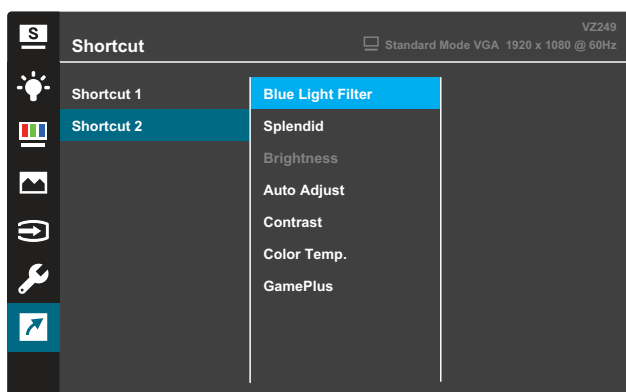 S
VZ249
Shortcut
Standard Mode VGA 1920 x 1080 @ 60Hz
Shortcut 1
Blue Light Filter
Shortcut 2
Splendid
Brightness
Auto Adjust
Contrast
Color Temp.
GamePlus